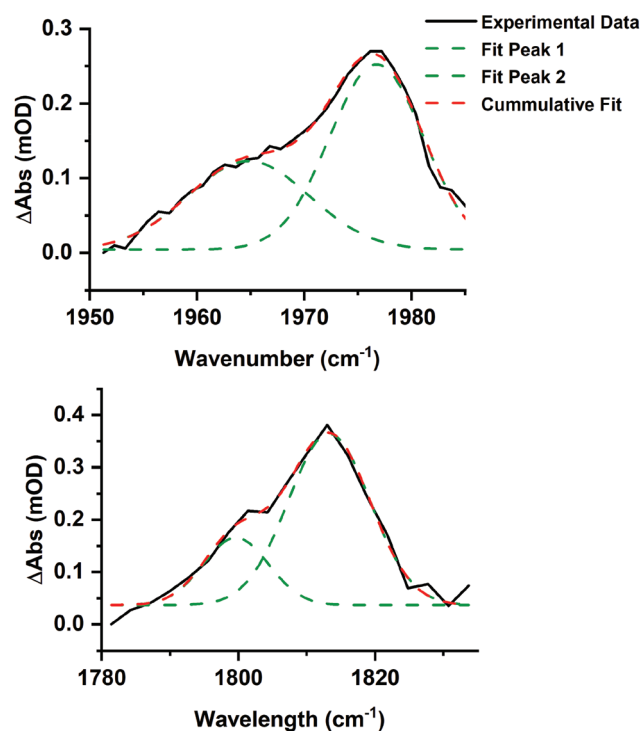 Experimental Data
Fit Peak 1
Fit Peak 2
Cummulative Fit
0.3
0.2
0.1
0.0
ΔAbs (mOD)
1950 1960 1970 1980
Wavenumber (cm⁻¹)
0.4
0.3
0.2
0.1
0.0
ΔAbs (mOD)
1780 1800 1820
Wavelength (cm⁻¹)